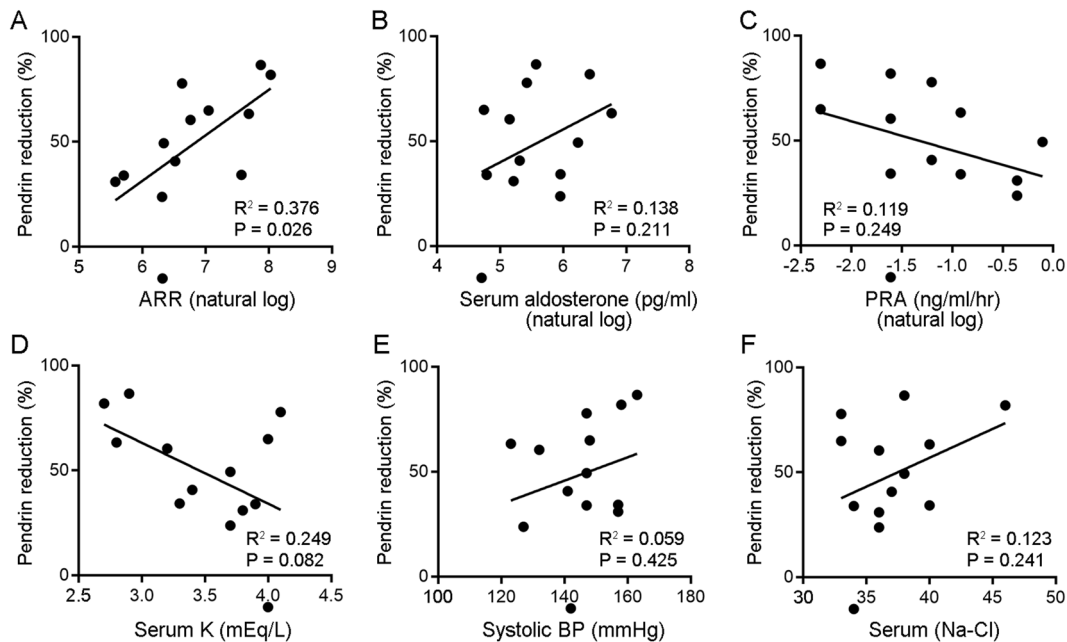 A
Pendrin reduction (%)
100
50
0
R² = 0.376
P = 0.026
5 6 7 8 9
ARR (natural log)
B
Pendrin reduction (%)
100
50
0
R² = 0.138
P = 0.211
4 5 6 7 8
Serum aldosterone (pg/ml)
(natural log)
C
Pendrin reduction (%)
100
50
0
R² = 0.119
P = 0.249
-2.5 -2.0 -1.5 -1.0 -0.5 0.0
PRA (ng/ml/hr)
(natural log)
D
Pendrin reduction (%)
100
50
0
R² = 0.249
P = 0.082
2.5 3.0 3.5 4.0 4.5
Serum K (mEq/L)
E
Pendrin reduction (%)
100
50
0
R² = 0.059
P = 0.425
100 120 140 160 180
Systolic BP (mmHg)
F
Pendrin reduction (%)
100
50
0
R² = 0.123
P = 0.241
30 35 40 45 50
Serum (Na-Cl)